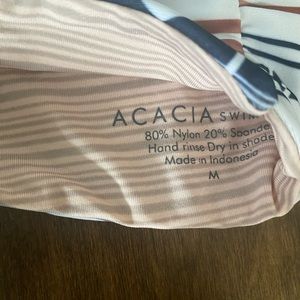 ACACIA SWIM
80% Nylon 20% Spande
Hand rinse Dry in shade
Made in Indonesia
M